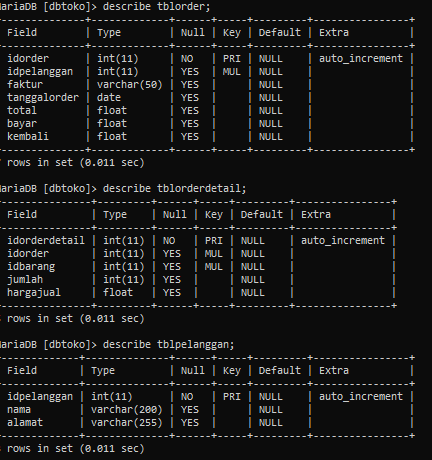 MariaDB [dbtoko]> describe tblorder;
+--------------+-------------+------+-----+---------+----------------+
| Field | Type | Null | Key | Default | Extra |
+--------------+-------------+------+-----+---------+----------------+
| idorder | int(11) | NO | PRI | NULL | auto_increment |
| idpelanggan | int(11) | YES | MUL | NULL | |
| faktur | varchar(50) | YES | | NULL | |
| tanggalorder | date | YES | | NULL | |
| total | float | YES | | NULL | |
| bayar | float | YES | | NULL | |
| kembali | float | YES | | NULL | |
+--------------+-------------+------+-----+---------+----------------+
rows in set (0.011 sec)
MariaDB [dbtoko]> describe tblorderdetail;
+---------------+---------+------+-----+---------+----------------+
| Field | Type | Null | Key | Default | Extra |
+---------------+---------+------+-----+---------+----------------+
| idorderdetail | int(11) | NO | PRI | NULL | auto_increment |
| idorder | int(11) | YES | MUL | NULL | |
| idbarang | int(11) | YES | MUL | NULL | |
| jumlah | int(11) | YES | | NULL | |
| hargajual | float | YES | | NULL | |
+---------------+---------+------+-----+---------+----------------+
rows in set (0.011 sec)
MariaDB [dbtoko]> describe tblpelanggan;
+-------------+--------------+------+-----+---------+----------------+
| Field | Type | Null | Key | Default | Extra |
+-------------+--------------+------+-----+---------+----------------+
| idpelanggan | int(11) | NO | PRI | NULL | auto_increment |
| nama | varchar(200) | YES | | NULL | |
| alamat | varchar(255) | YES | | NULL | |
+-------------+--------------+------+-----+---------+----------------+
rows in set (0.011 sec)